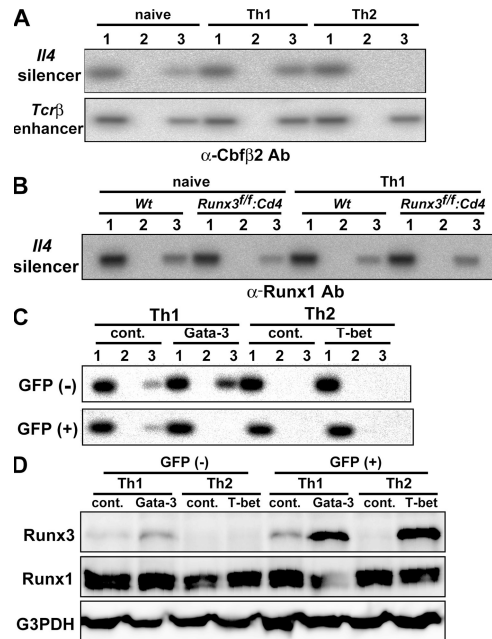 A
naive Th1 Th2
1 2 3 1 2 3 1 2 3
Il4
silencer
Tcrβ
enhancer
α-Cbfβ2 Ab
B
naive Th1
Wt Runx3f/f:Cd4 Wt Runx3f/f:Cd4
1 2 3 1 2 3 1 2 3 1 2 3
Il4
silencer
α-Runx1 Ab
C
Th1 Th2
cont. Gata-3 cont. T-bet
1 2 3 1 2 3 1 2 3 1 2 3
GFP (-)
GFP (+)
D
GFP (-) GFP (+)
Th1 Th2 Th1 Th2
cont. Gata-3 cont. T-bet cont. Gata-3 cont. T-bet
Runx3
Runx1
G3PDH